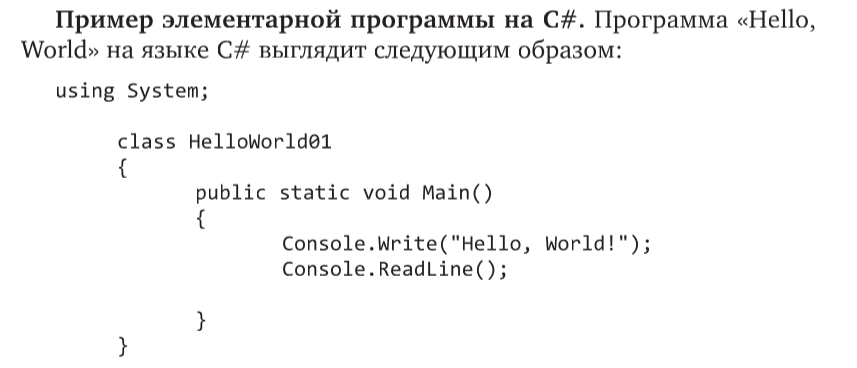 Пример элементарной программы на C#. Программа «Hello,
World» на языке C# выглядит следующим образом:
using System;
class HelloWorld01
{
public static void Main()
{
Console.Write("Hello, World!");
Console.ReadLine();
}
}